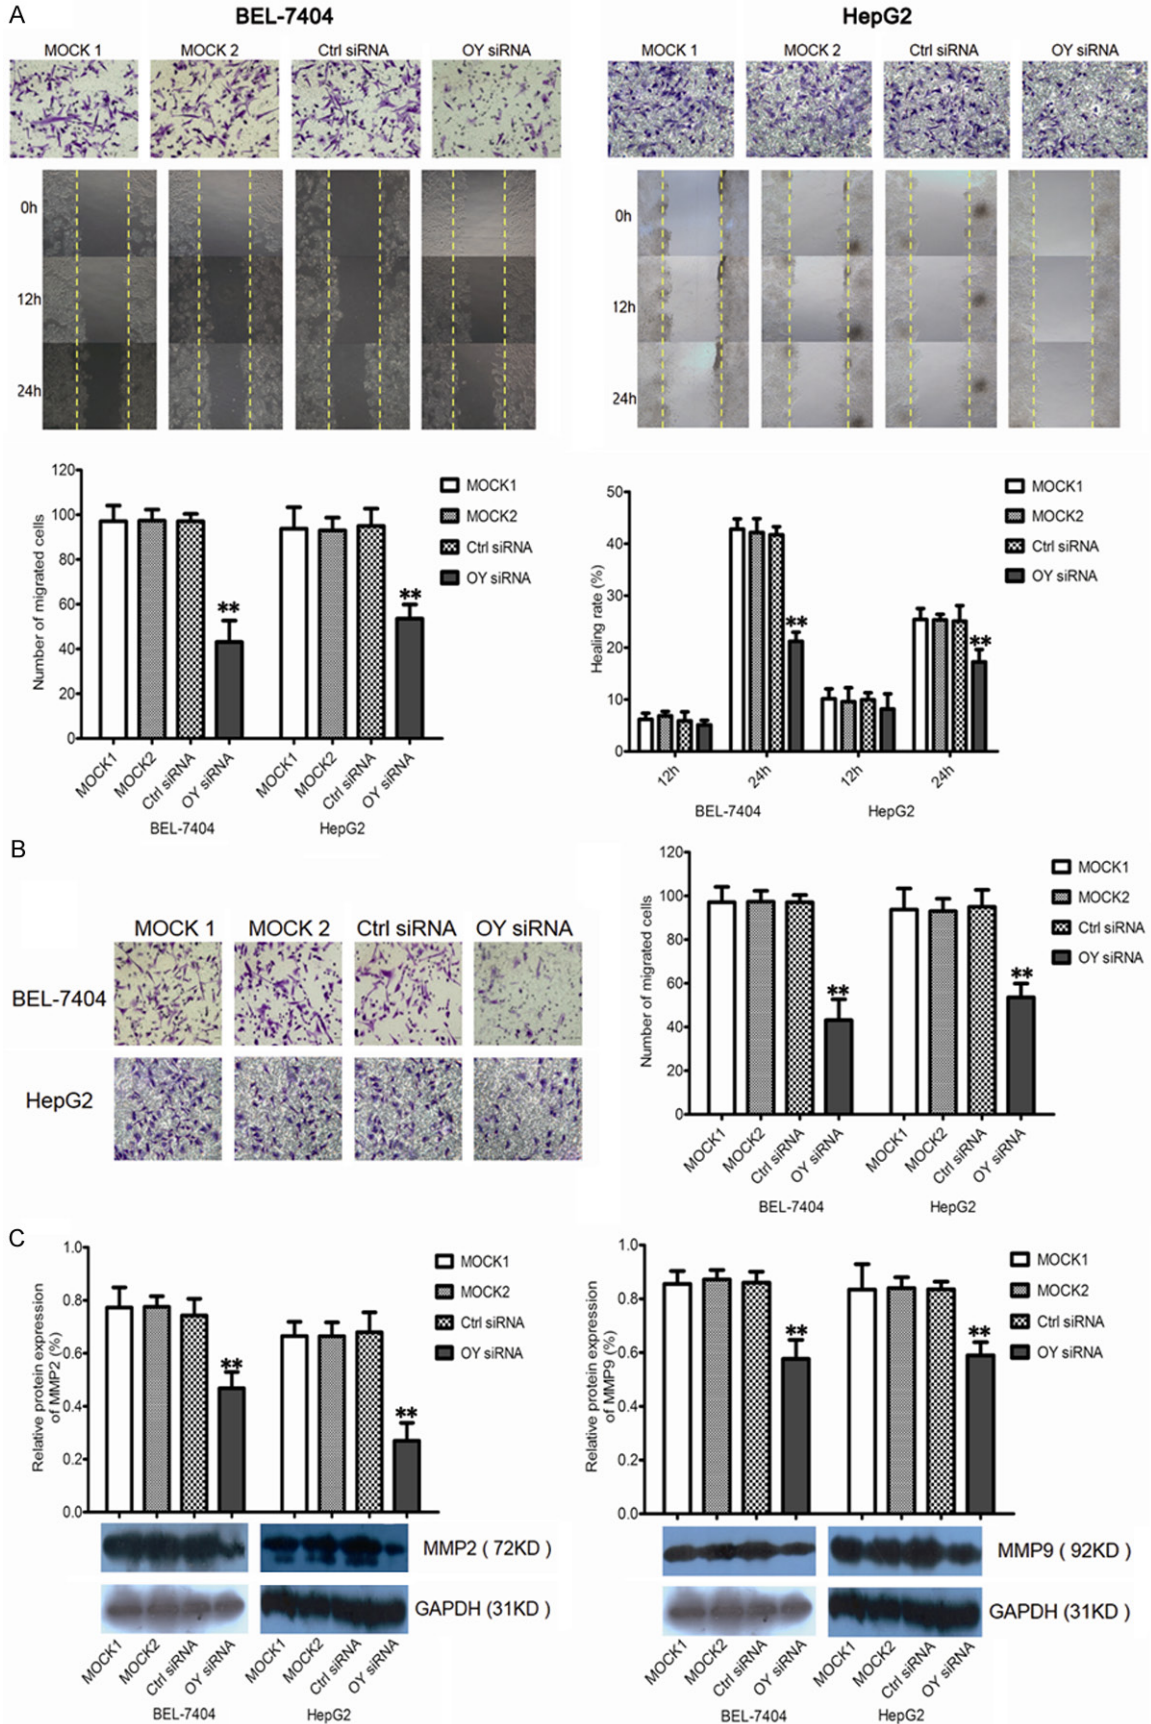 A
BEL-7404
HepG2
MOCK 1
MOCK 2
Ctrl siRNA
OY siRNA
MOCK 1
MOCK 2
Ctrl siRNA
OY siRNA
0h
12h
24h
0h
12h
24h
120
100
80
60
40
20
0
Number of migrated cells
**
**
MOCK1
MOCK2
Ctrl siRNA
OY siRNA
MOCK1
MOCK2
Ctrl siRNA
OY siRNA
MOCK1
MOCK2
Ctrl siRNA
OY siRNA
BEL-7404
HepG2
50
40
30
20
10
0
Healing rate (%)
**
**
MOCK1
MOCK2
Ctrl siRNA
OY siRNA
12h
24h
12h
24h
BEL-7404
HepG2
B
MOCK 1
MOCK 2
Ctrl siRNA
OY siRNA
BEL-7404
HepG2
120
100
80
60
40
20
0
Number of migrated cells
**
**
MOCK1
MOCK2
Ctrl siRNA
OY siRNA
MOCK1
MOCK2
Ctrl siRNA
OY siRNA
MOCK1
MOCK2
Ctrl siRNA
OY siRNA
BEL-7404
HepG2
C
1.0
0.8
0.6
0.4
0.2
0.0
Relative protein expression
of MMP2 (%)
**
**
MOCK1
MOCK2
Ctrl siRNA
OY siRNA
MMP2 ( 72KD )
GAPDH (31KD )
MOCK1
MOCK2
Ctrl siRNA
OY siRNA
MOCK1
MOCK2
Ctrl siRNA
OY siRNA
BEL-7404
HepG2
1.0
0.8
0.6
0.4
0.2
0.0
Relative protein expression
of MMP9 (%)
**
**
MOCK1
MOCK2
Ctrl siRNA
OY siRNA
MMP9 ( 92KD )
GAPDH (31KD )
MOCK1
MOCK2
Ctrl siRNA
OY siRNA
MOCK1
MOCK2
Ctrl siRNA
OY siRNA
BEL-7404
HepG2